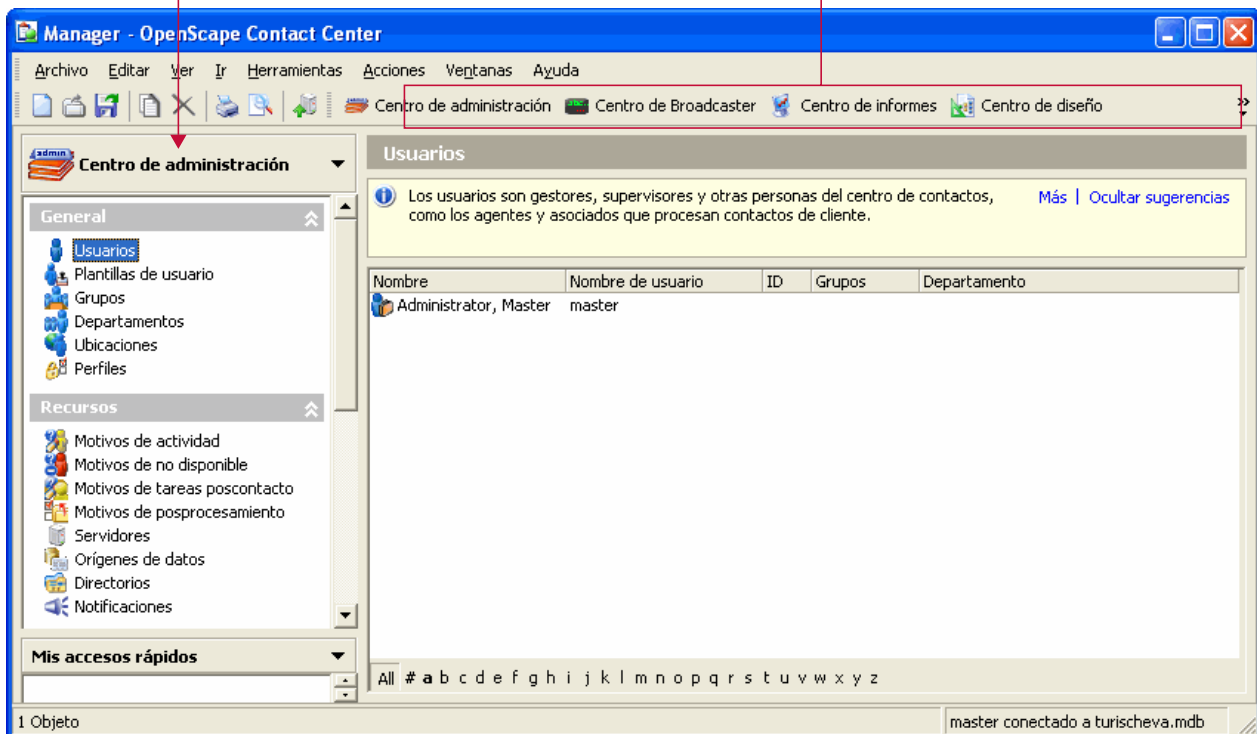 Manager - OpenScape Contact Center
Archivo Editar Ver Ir Herramientas Acciones Ventanas Ayuda
Centro de administración Centro de Broadcaster Centro de informes Centro de diseño
admin
Centro de administración
General
Usuarios
Plantillas de usuario
Grupos
Departamentos
Ubicaciones
Perfiles
Recursos
Motivos de actividad
Motivos de no disponible
Motivos de tareas poscontacto
Motivos de posprocesamiento
Servidores
Orígenes de datos
Directorios
Notificaciones
Mis accesos rápidos
Usuarios
Los usuarios son gestores, supervisores y otras personas del centro de contactos, Más | Ocultar sugerencias
como los agentes y asociados que procesan contactos de cliente.
Nombre Nombre de usuario ID Grupos Departamento
Administrator, Master master
All # a b c d e f g h i j k l m n o p q r s t u v w x y z
1 Objeto master conectado a turischeva.mdb